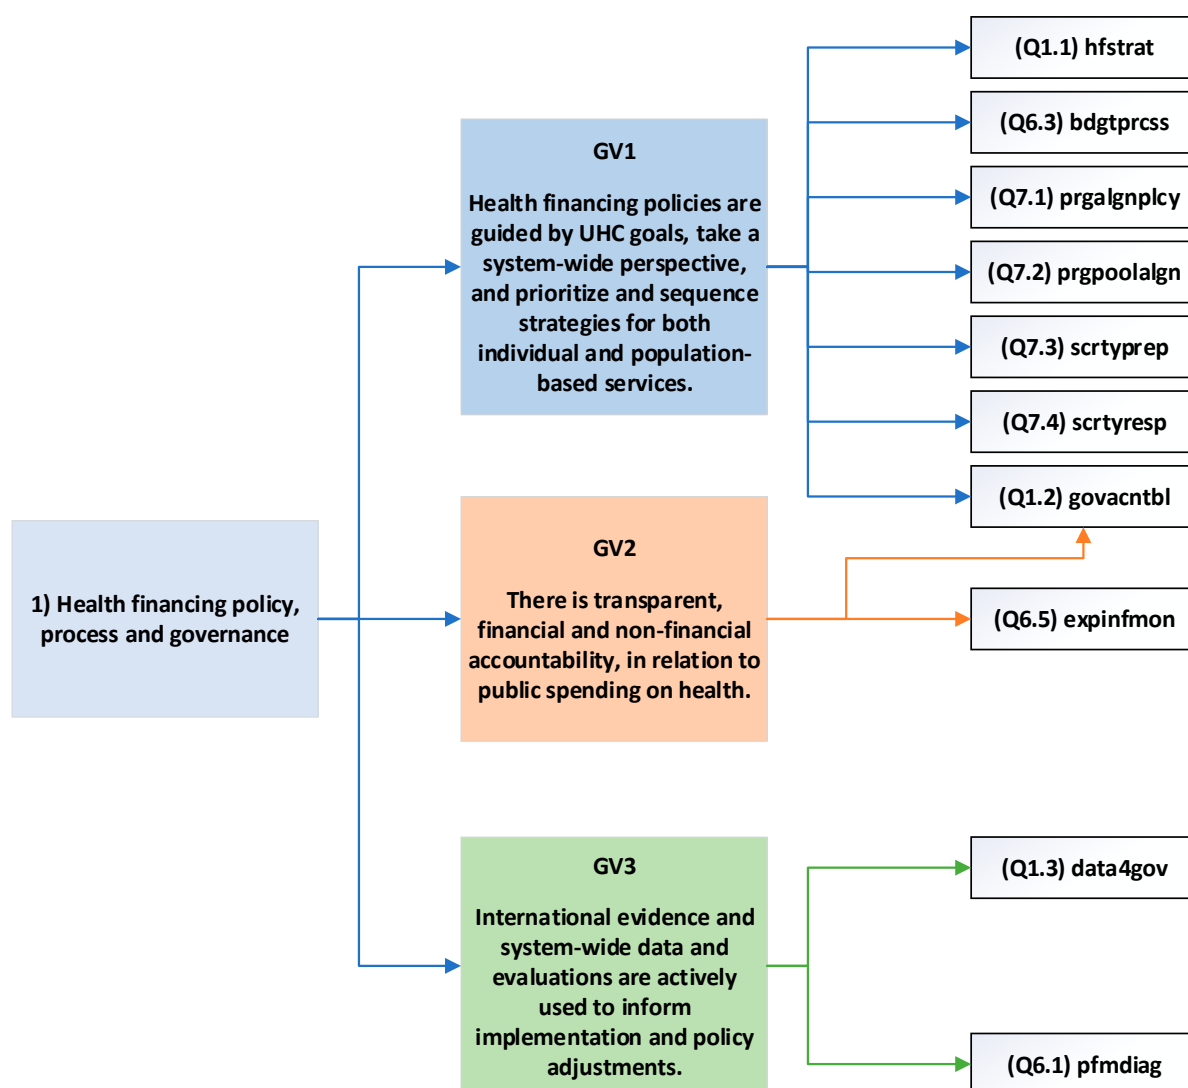 1) Health financing policy,
process and governance
GV1
Health financing policies are
guided by UHC goals, take a
system-wide perspective,
and prioritize and sequence
strategies for both
individual and population-
based services.
GV2
There is transparent,
financial and non-financial
accountability, in relation to
public spending on health.
GV3
International evidence and
system-wide data and
evaluations are actively
used to inform
implementation and policy
adjustments.
(Q1.1) hfstrat
(Q6.3) bdgtprcss
(Q7.1) prgalgnplcy
(Q7.2) prgpoolalgn
(Q7.3) scrtyprep
(Q7.4) scrtyresp
(Q1.2) govacntbl
(Q6.5) expinfmon
(Q1.3) data4gov
(Q6.1) pfmdiag